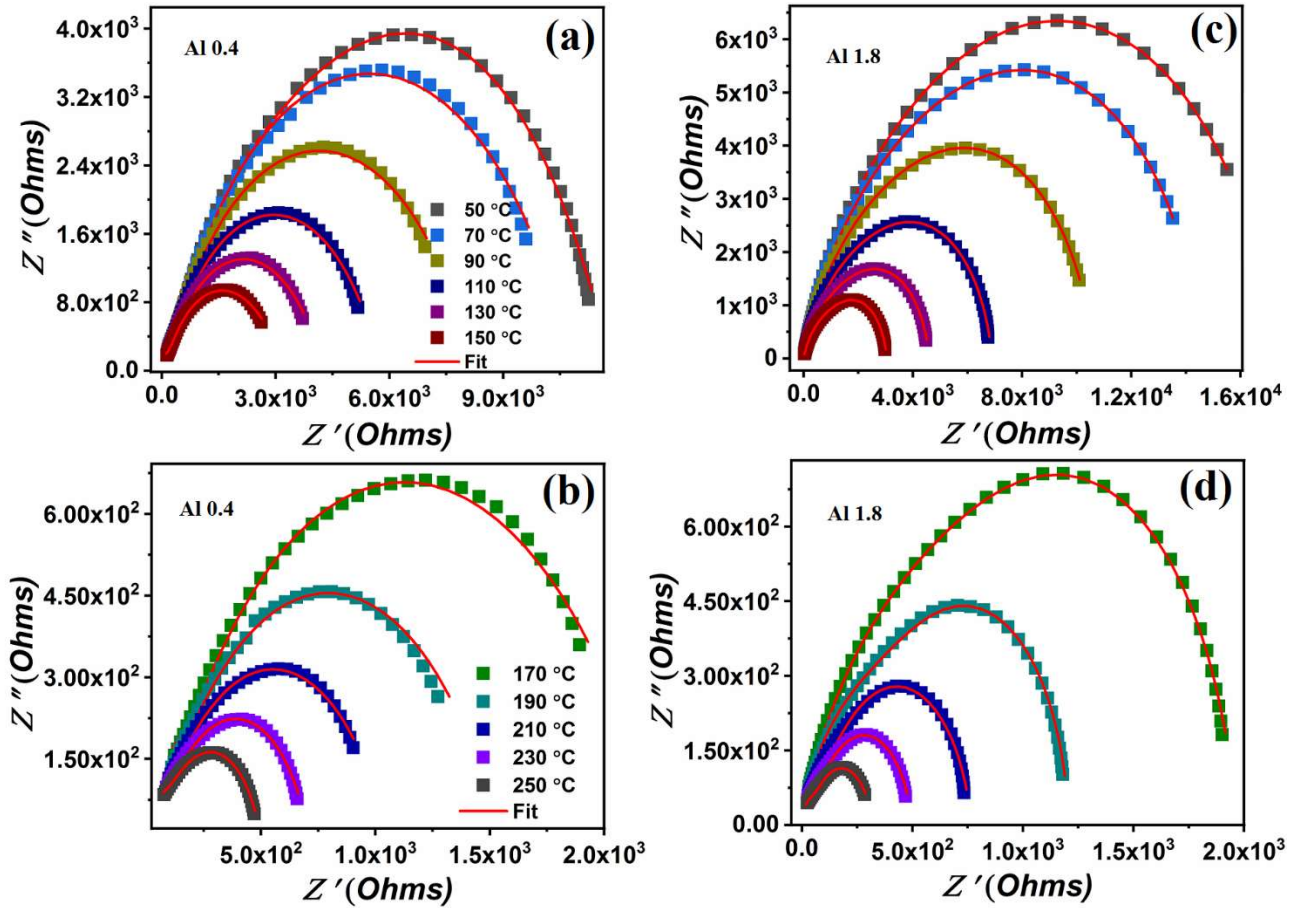 (a)
Al 0.4
4.0x10³
3.2x10³
2.4x10³
1.6x10³
8.0x10²
0.0
Z″(Ohms)
50 °C
70 °C
90 °C
110 °C
130 °C
150 °C
Fit
0.0
3.0x10³
6.0x10³
9.0x10³
Z′(Ohms)
(c)
Al 1.8
6x10³
5x10³
4x10³
3x10³
2x10³
1x10³
0
Z″(Ohms)
0.0
4.0x10³
8.0x10³
1.2x10⁴
1.6x10⁴
Z′(Ohms)
(b)
Al 0.4
6.00x10²
4.50x10²
3.00x10²
1.50x10²
Z″(Ohms)
170 °C
190 °C
210 °C
230 °C
250 °C
Fit
5.0x10²
1.0x10³
1.5x10³
2.0x10³
Z′(Ohms)
(d)
Al 1.8
6.00x10²
4.50x10²
3.00x10²
1.50x10²
0.00
Z″(Ohms)
0.0
5.0x10²
1.0x10³
1.5x10³
2.0x10³
Z′(Ohms)